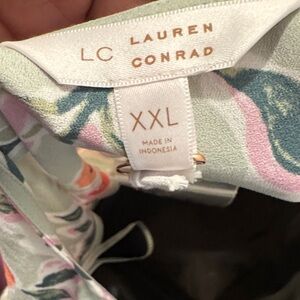 LC LAUREN
CONRAD
XXL
MADE IN
INDONESIA